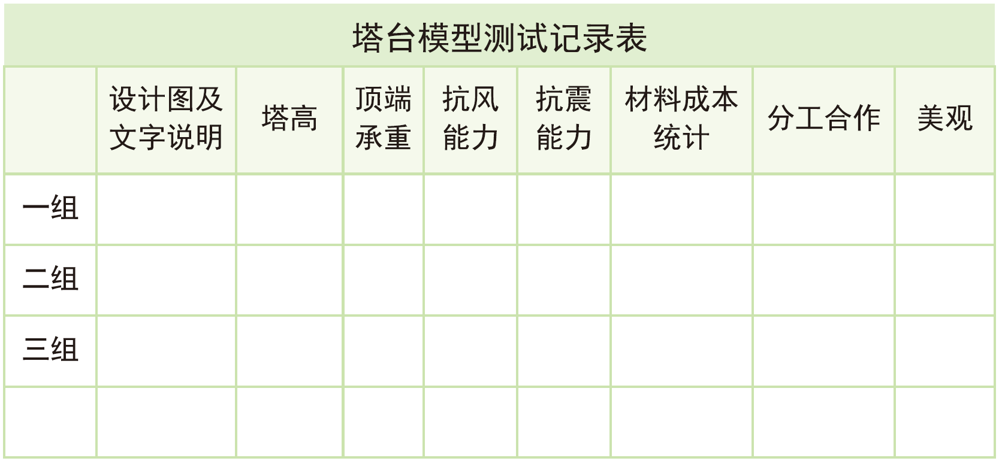 塔台模型测试记录表
设计图及
文字说明
塔高
顶端
承重
抗风
能力
抗震
能力
材料成本
统计
分工合作
美观
一组
二组
三组